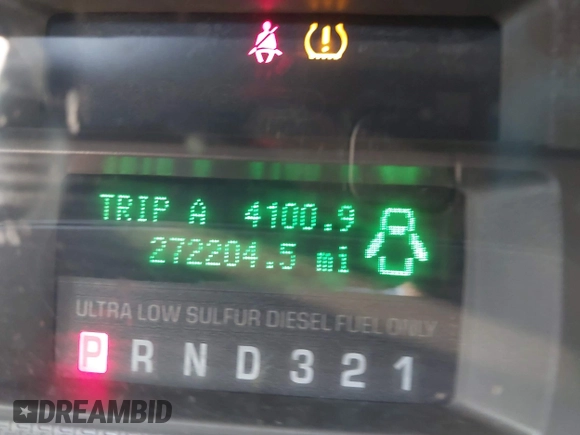 TRIP A 4100.9
272204.5 mi
ULTRA LOW SULFUR DIESEL FUEL ONLY
P R N D 3 2 1
DREAMBID